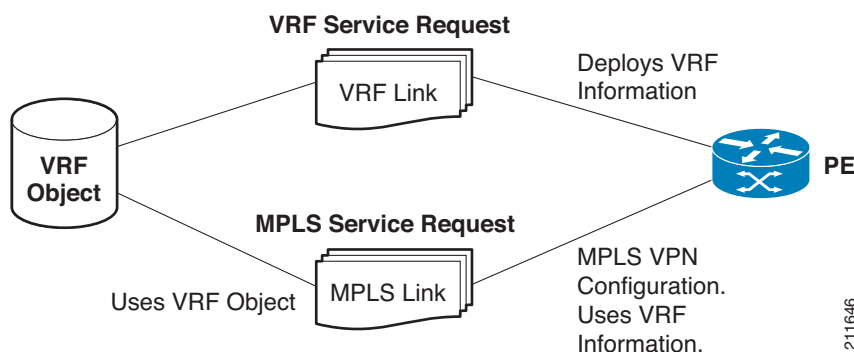 VRF Service Request
VRF Link
Deploys VRF
Information
VRF
Object
PE
MPLS Service Request
Uses VRF Object
MPLS Link
MPLS VPN
Configuration.
Uses VRF
Information.
211646